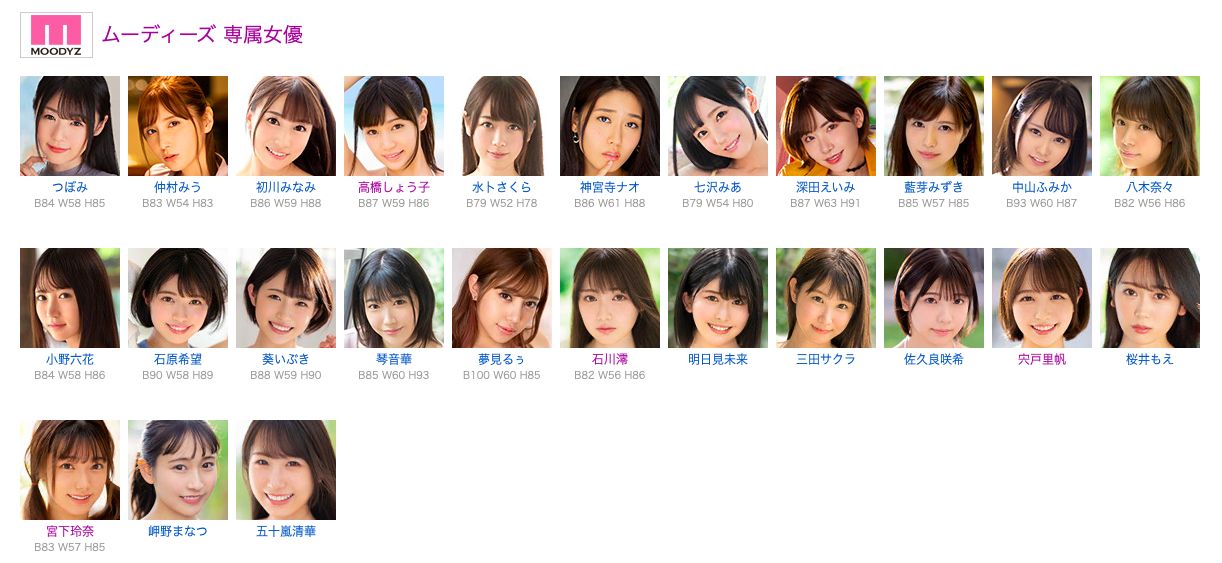 MOODYZ
ムーディーズ 専属女優
つぼみ
B84 W58 H85
仲村みう
B83 W54 H83
初川みなみ
B86 W59 H88
高橋しょう子
B87 W59 H86
水卜さくら
B79 W52 H78
神宮寺ナオ
B86 W61 H88
七沢みあ
B79 W54 H80
深田えいみ
B87 W63 H91
藍芽みずき
B85 W57 H85
中山ふみか
B93 W60 H87
八木奈々
B82 W56 H86
小野六花
B84 W58 H86
石原希望
B90 W58 H89
葵いぶき
B88 W59 H90
琴音華
B85 W60 H93
夢見るぅ
B100 W60 H85
石川澪
B82 W56 H86
明日見未来
三田サクラ
佐久良咲希
宍戸里帆
桜井もえ
宮下玲奈
B83 W57 H85
岬野まなつ
五十嵐清華